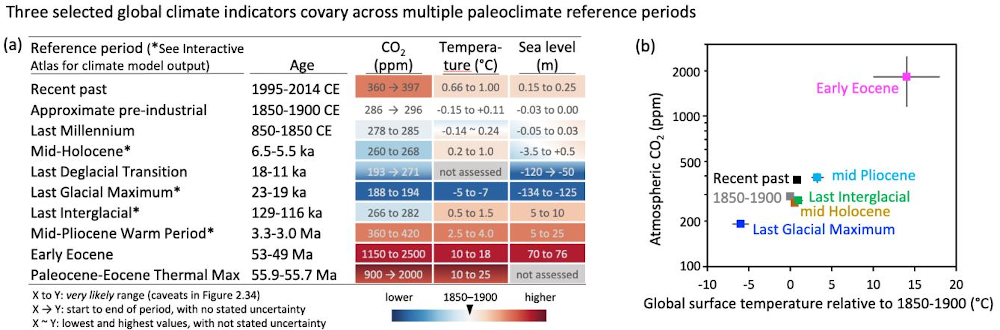 Three selected global climate indicators covary across multiple paleoclimate reference periods
(a)
Reference period (*See Interactive Atlas for climate model output) Age CO2 (ppm) Tempera-ture (°C) Sea level (m)
Recent past 1995-2014 CE 360 → 397 0.66 to 1.00 0.15 to 0.25
Approximate pre-industrial 1850-1900 CE 286 → 296 -0.15 to +0.11 -0.03 to 0.00
Last Millennium 850-1850 CE 278 to 285 -0.14 ~ 0.24 -0.05 to 0.03
Mid-Holocene* 6.5-5.5 ka 260 to 268 0.2 to 1.0 -3.5 to +0.5
Last Deglacial Transition 18-11 ka 193 → 271 not assessed -120 → -50
Last Glacial Maximum* 23-19 ka 188 to 194 -5 to -7 -134 to -125
Last Interglacial* 129-116 ka 266 to 282 0.5 to 1.5 5 to 10
Mid-Pliocene Warm Period* 3.3-3.0 Ma 360 to 420 2.5 to 4.0 5 to 25
Early Eocene 53-49 Ma 1150 to 2500 10 to 18 70 to 76
Paleocene-Eocene Thermal Max 55.9-55.7 Ma 900 → 2000 10 to 25 not assessed
X to Y: very likely range (caveats in Figure 2.34)
X → Y: start to end of period, with no stated uncertainty
X ~ Y: lowest and highest values, with not stated uncertainty
lower 1850–1900 higher
(b)
Atmospheric CO2 (ppm)
2000
1000
500
200
100
Early Eocene
Recent past
mid Pliocene
1850-1900
Last Interglacial
mid Holocene
Last Glacial Maximum
-10 -5 0 5 10 15 20
Global surface temperature relative to 1850-1900 (°C)